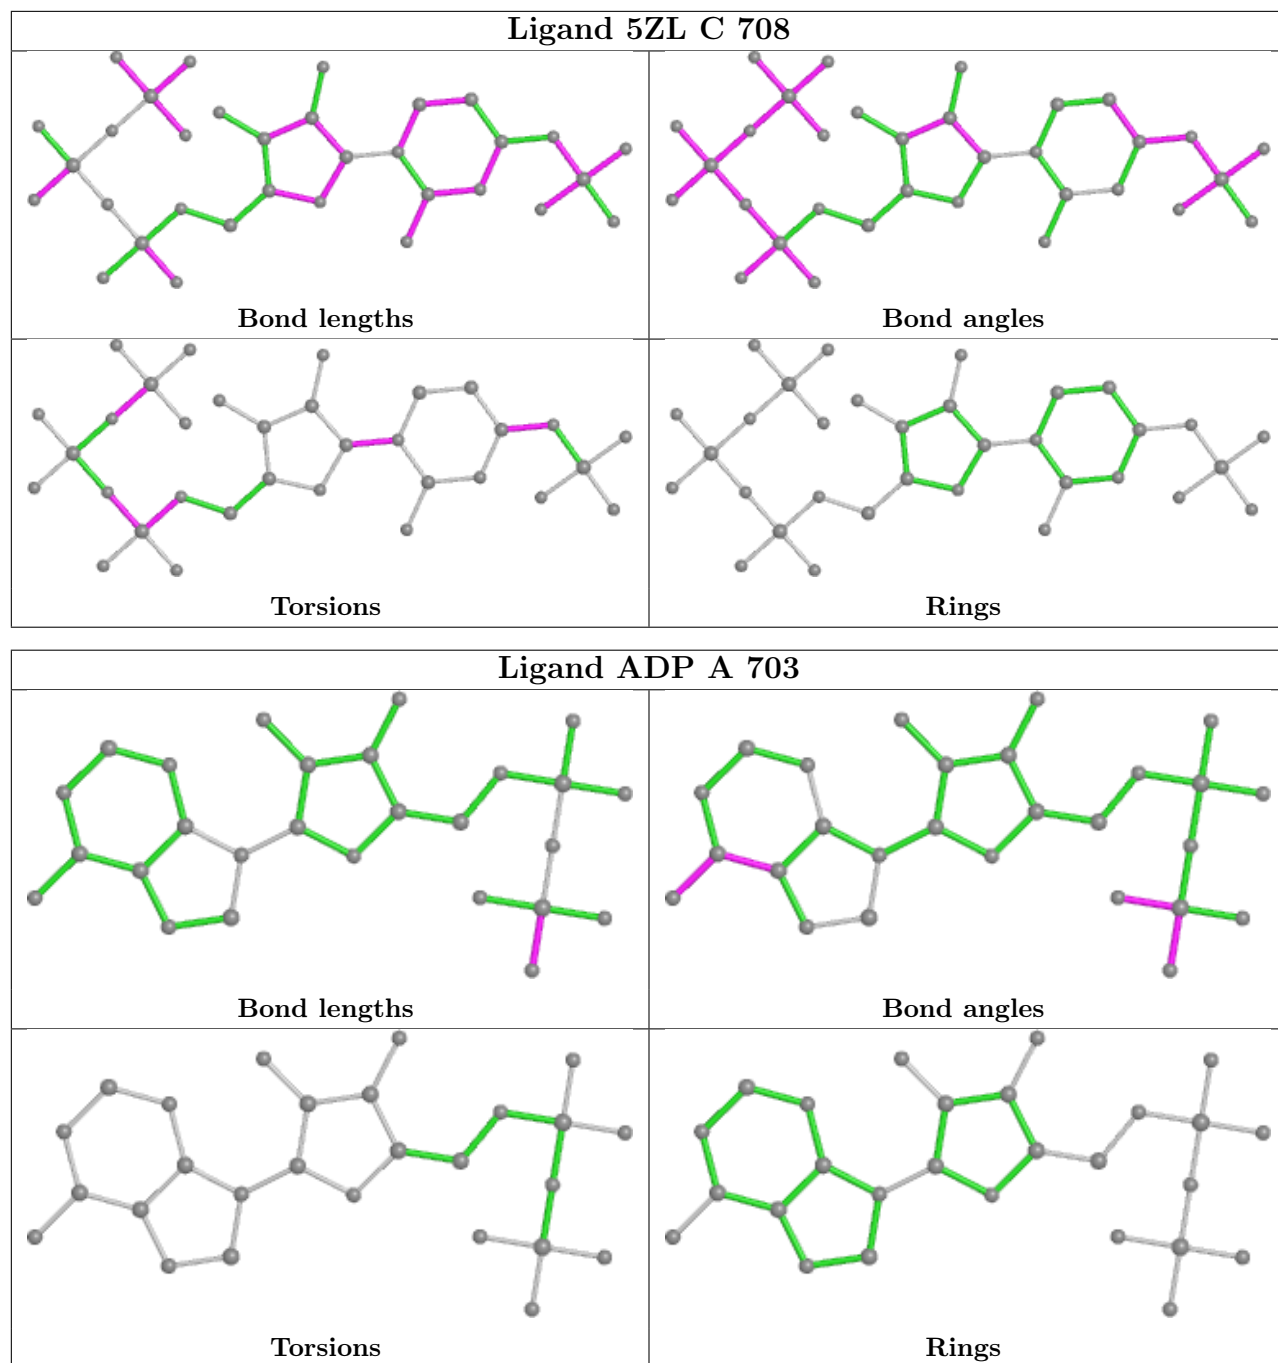 Ligand 5ZL C 708
Bond lengths
Bond angles
Torsions
Rings
Ligand ADP A 703
Bond lengths
Bond angles
Torsions
Rings